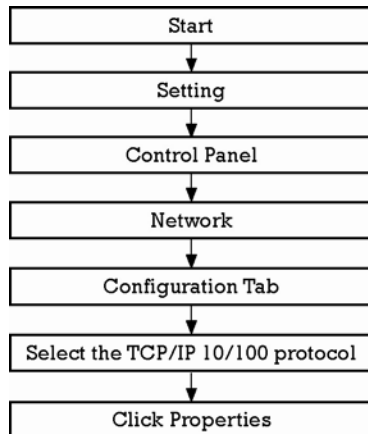 Start
Setting
Control Panel
Network
Configuration Tab
Select the TCP/IP 10/100 protocol
Click Properties